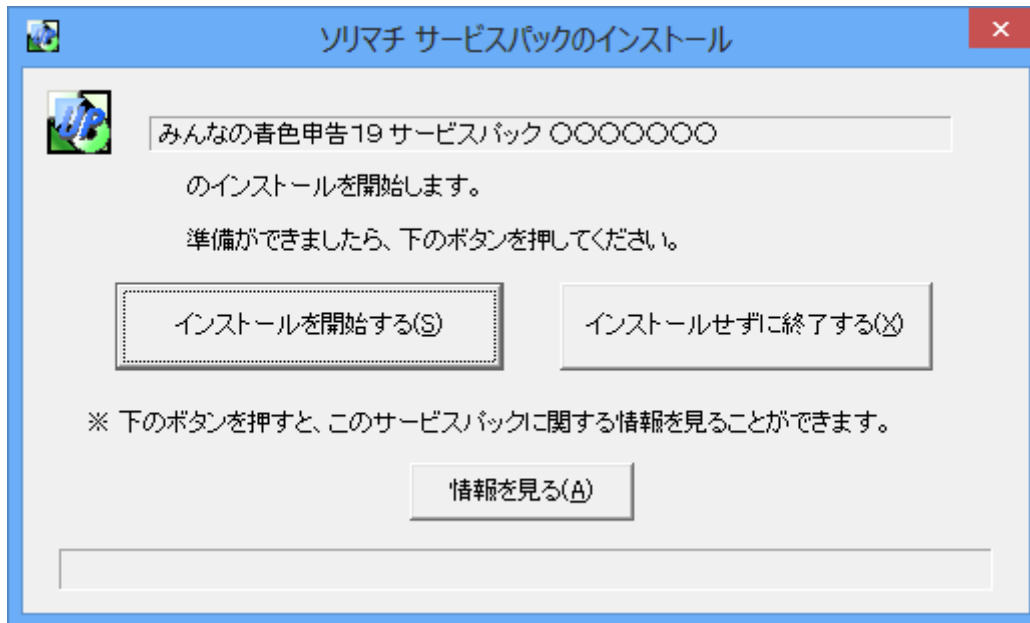 ソリマチ サービスパックのインストール
UP
みんなの青色申告19 サービスパック ○○○○○○○
のインストールを開始します。
準備ができましたら、下のボタンを押してください。
インストールを開始する(S)
インストールせずに終了する(X)
※ 下のボタンを押すと、このサービスパックに関する情報を見ることができます。
情報を見る(A)